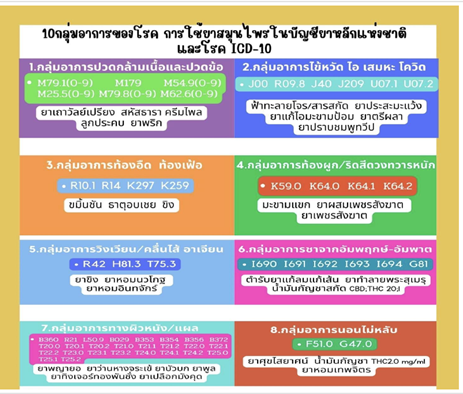 10กลุ่มอาการของโรค การใช้ยาสมุนไพรในบัญชียาหลักแห่งชาติ
และโรค ICD-10
1.กลุ่มอาการปวดกล้ามเนื้อและปวดข้อ
M79.1(0-9) M179 M54.9(0-9)
M25.5(0-9) M79.8(0-9) M62.6(0-9)
ยาเถาวัลย์เปรียง สหัสธารา ครีมไพล
ลูกประคบ ยาพริก
2.กลุ่มอาการไข้หวัด ไอ เสมหะ โควิด
• J00 R09.8 J40 J209 U07.1 U07.2
ฟ้าทะลายโจร/สารสกัด ยาประสะมะแว้ง
ยาแก้ไอมะขามป้อม ยาตรีผลา
ยาปราบชมพูทวีป
3.กลุ่มอาการท้องอืด ท้องเฟ้อ
• R10.1 R14 K297 K259
ขมิ้นชัน ธาตุอบเชย ขิง
4.กลุ่มอาการท้องผูก/ริดสีดวงทวารหนัก
• K59.0 K64.0 K64.1 K64.2
มะขามแขก ยาผสมเพชรสังฆาต
ยาเพชรสังฆาต
5.กลุ่มอาการวิงเวียน/คลื่นไส้ อาเจียน
• R42 H81.3 T75.3
ยาขิง ยาหอมนวโกฐ
ยาหอมอินทจักร์
6.กลุ่มอาการชาจากอัมพฤกษ์-อัมพาต
• I690 I691 I692 I693 I694 G81
ตำรับยาแก้ลมแก้เส้น ยาทำลายพระสุเมรุ
น้ำมันกัญชาสกัด CBD;THC 20:1
7.กลุ่มอาการทางผิวหนัง/แผล
• B360 R21 L50.9 B029 B353 B354 B356 B372
T20.0 T20.1 T20.2 T21.0 T21.1 T21.2 T22.0 T22.1
T22.2 T23.0 T23.1 T23.2 T24.0 T24.1 T24.2 T25.0
T25.1 T25.2
ยาพญายอ ยาว่านหางจระเข้ ยาบัวบก ยาพลู
ยาทิงเจอร์ทองพันชั่ง ยาเปลือกมังคุด
8.กลุ่มอาการนอนไม่หลับ
• F51.0 G47.0
ยาศุขไสยาศน์ น้ำมันกัญชา THC2.0 mg/ml
ยาหอมเทพจิตร